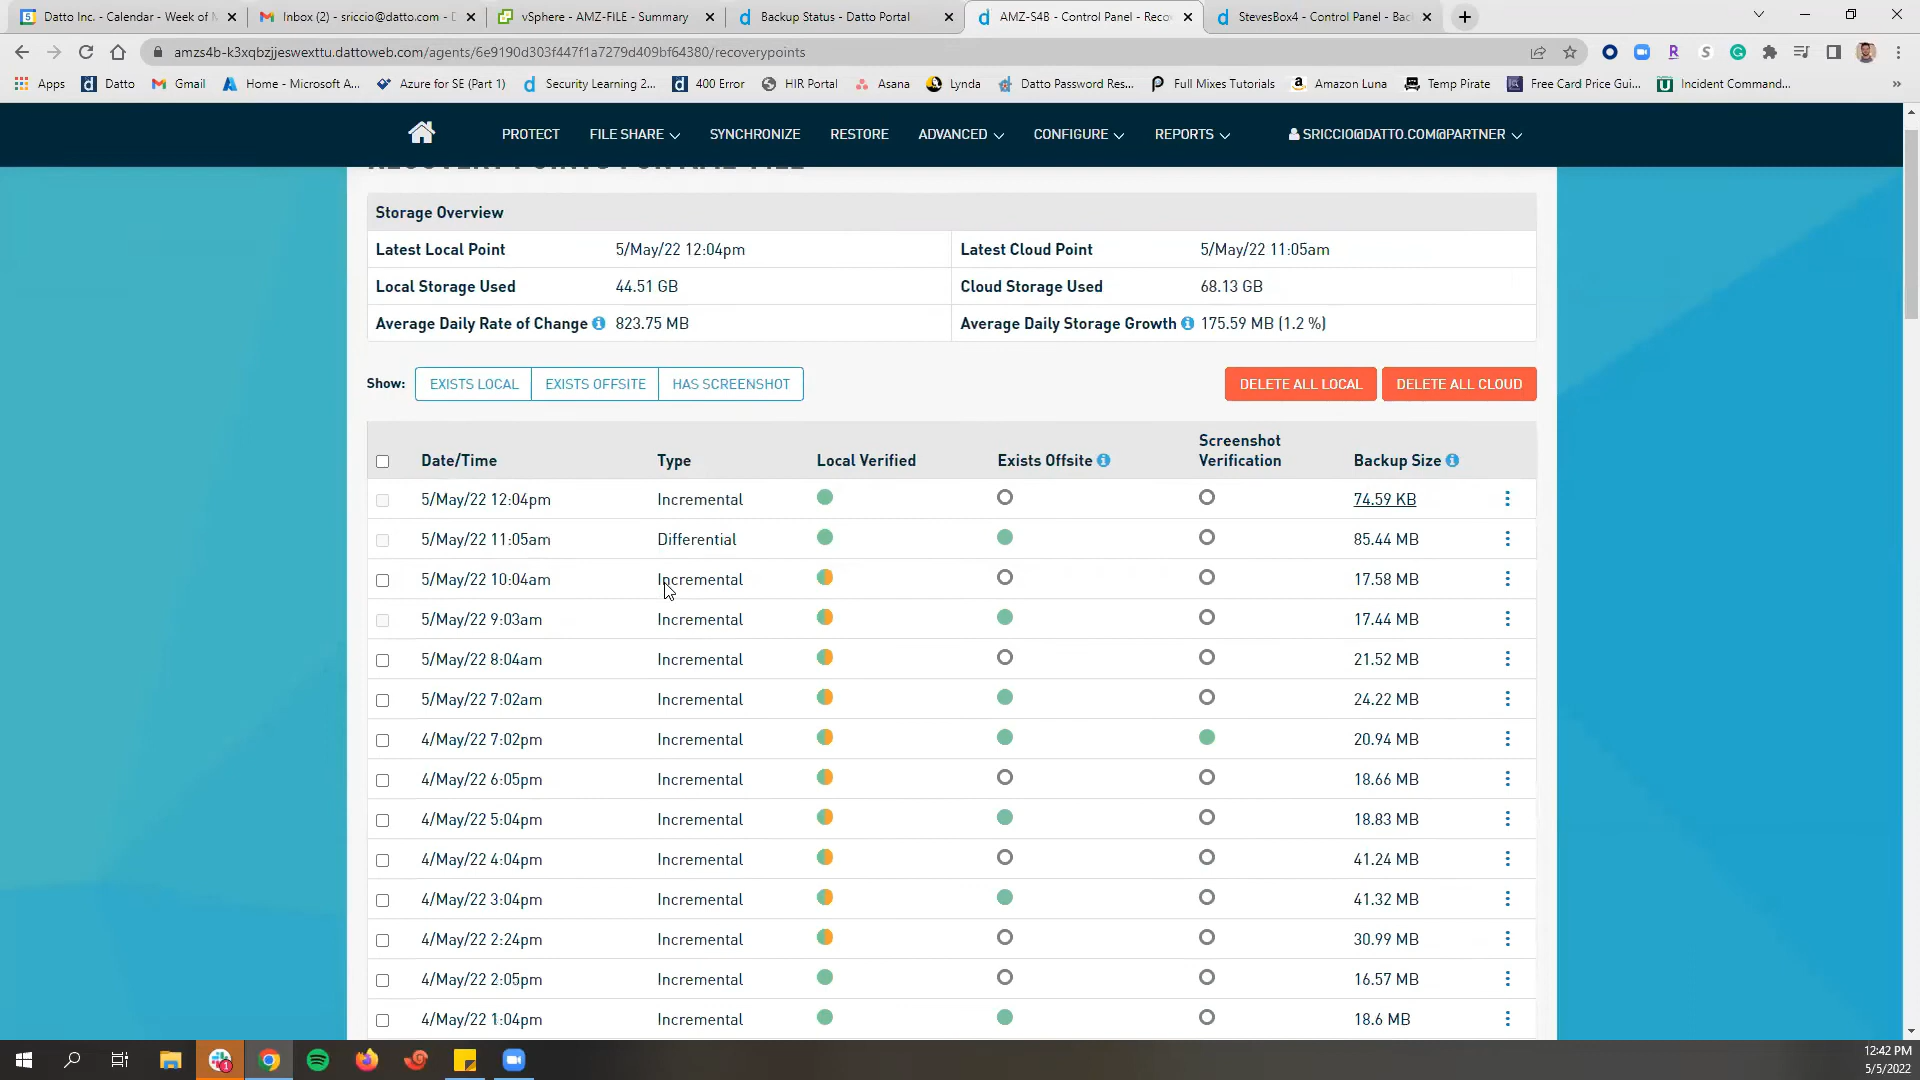 Datto Inc. - Calendar - Week of M
Inbox (2) - sriccio@datto.com - D
vSphere - AMZ-FILE - Summary
Backup Status - Datto Portal
AMZ-S4B - Control Panel - Reco
StevesBox4 - Control Panel - Bac
amzs4b-k3xqbzjjeswexttu.dattoweb.com/agents/6e9190d303f447f1a7279d409bf64380/recoverypoints
Apps
Datto
Gmail
Home - Microsoft A...
Azure for SE (Part 1)
Security Learning 2...
400 Error
HIR Portal
Asana
Lynda
Datto Password Res...
Full Mixes Tutorials
Amazon Luna
Temp Pirate
Free Card Price Gui...
Incident Command...
PROTECT FILE SHARE SYNCHRONIZE RESTORE ADVANCED CONFIGURE REPORTS SRICCIO@DATTO.COM@PARTNER
RECOVERY POINTS FOR AMZ-FILE
Storage Overview
Latest Local Point 5/May/22 12:04pm Latest Cloud Point 5/May/22 11:05am
Local Storage Used 44.51 GB Cloud Storage Used 68.13 GB
Average Daily Rate of Change 823.75 MB Average Daily Storage Growth 175.59 MB (1.2 %)
Show: EXISTS LOCAL EXISTS OFFSITE HAS SCREENSHOT DELETE ALL LOCAL DELETE ALL CLOUD
Date/Time Type Local Verified Exists Offsite Screenshot Verification Backup Size
5/May/22 12:04pm Incremental 74.59 KB
5/May/22 11:05am Differential 85.44 MB
5/May/22 10:04am Incremental 17.58 MB
5/May/22 9:03am Incremental 17.44 MB
5/May/22 8:04am Incremental 21.52 MB
5/May/22 7:02am Incremental 24.22 MB
4/May/22 7:02pm Incremental 20.94 MB
4/May/22 6:05pm Incremental 18.66 MB
4/May/22 5:04pm Incremental 18.83 MB
4/May/22 4:04pm Incremental 41.24 MB
4/May/22 3:04pm Incremental 41.32 MB
4/May/22 2:24pm Incremental 30.99 MB
4/May/22 2:05pm Incremental 16.57 MB
4/May/22 1:04pm Incremental 18.6 MB
12:42 PM
5/5/2022